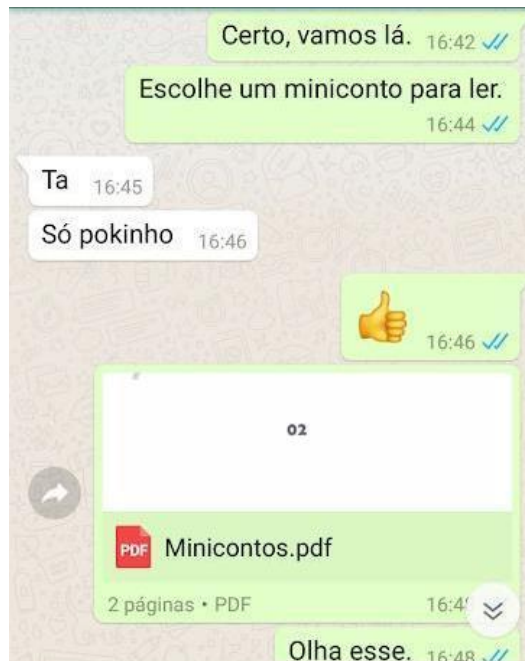 Certo, vamos lá. 16:42
Escolhe um miniconto para ler.
16:44
Ta 16:45
Só pokinho 16:46
16:46
02
PDF Minicontos.pdf
2 páginas • PDF
Olha esse. 16:48